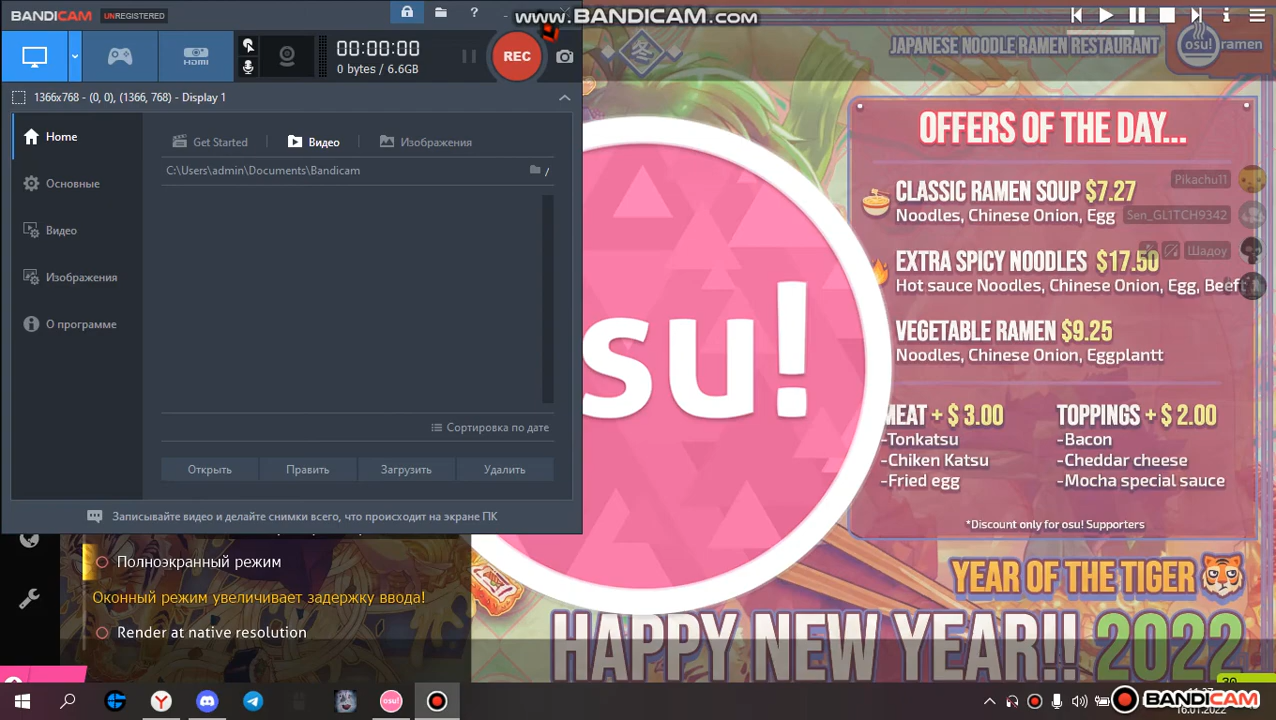 BANDICAM UNREGISTERED
www.BANDICAM.com
00:00:00
0 bytes / 6.6GB
HDMI
REC
1366x768 - (0, 0), (1366, 768) - Display 1
Home
Основные
Видео
Изображения
О программе
Get Started
Видео
Изображения
C:\Users\admin\Documents\Bandicam
Сортировка по дате
Открыть
Править
Загрузить
Удалить
Записывайте видео и делайте снимки всего, что происходит на экране ПК
Полноэкранный режим
Оконный режим увеличивает задержку ввода!
Render at native resolution
su!
JAPANESE NOODLE RAMEN RESTAURANT
osu! ramen
冬
OFFERS OF THE DAY...
CLASSIC RAMEN SOUP $7.27
Noodles, Chinese Onion, Egg
EXTRA SPICY NOODLES $17.50
Hot sauce Noodles, Chinese Onion, Egg, Beef
VEGETABLE RAMEN $9.25
Noodles, Chinese Onion, Eggplantt
MEAT + $ 3.00
-Tonkatsu
-Chiken Katsu
-Fried egg
TOPPINGS + $ 2.00
-Bacon
-Cheddar cheese
-Mocha special sauce
*Discount only for osu! Supporters
YEAR OF THE TIGER
HAPPY NEW YEAR!! 2022
Pikachu11
Sen_GL1TCH9342
Шадоу
osu!
16.01.2022
BANDICAM